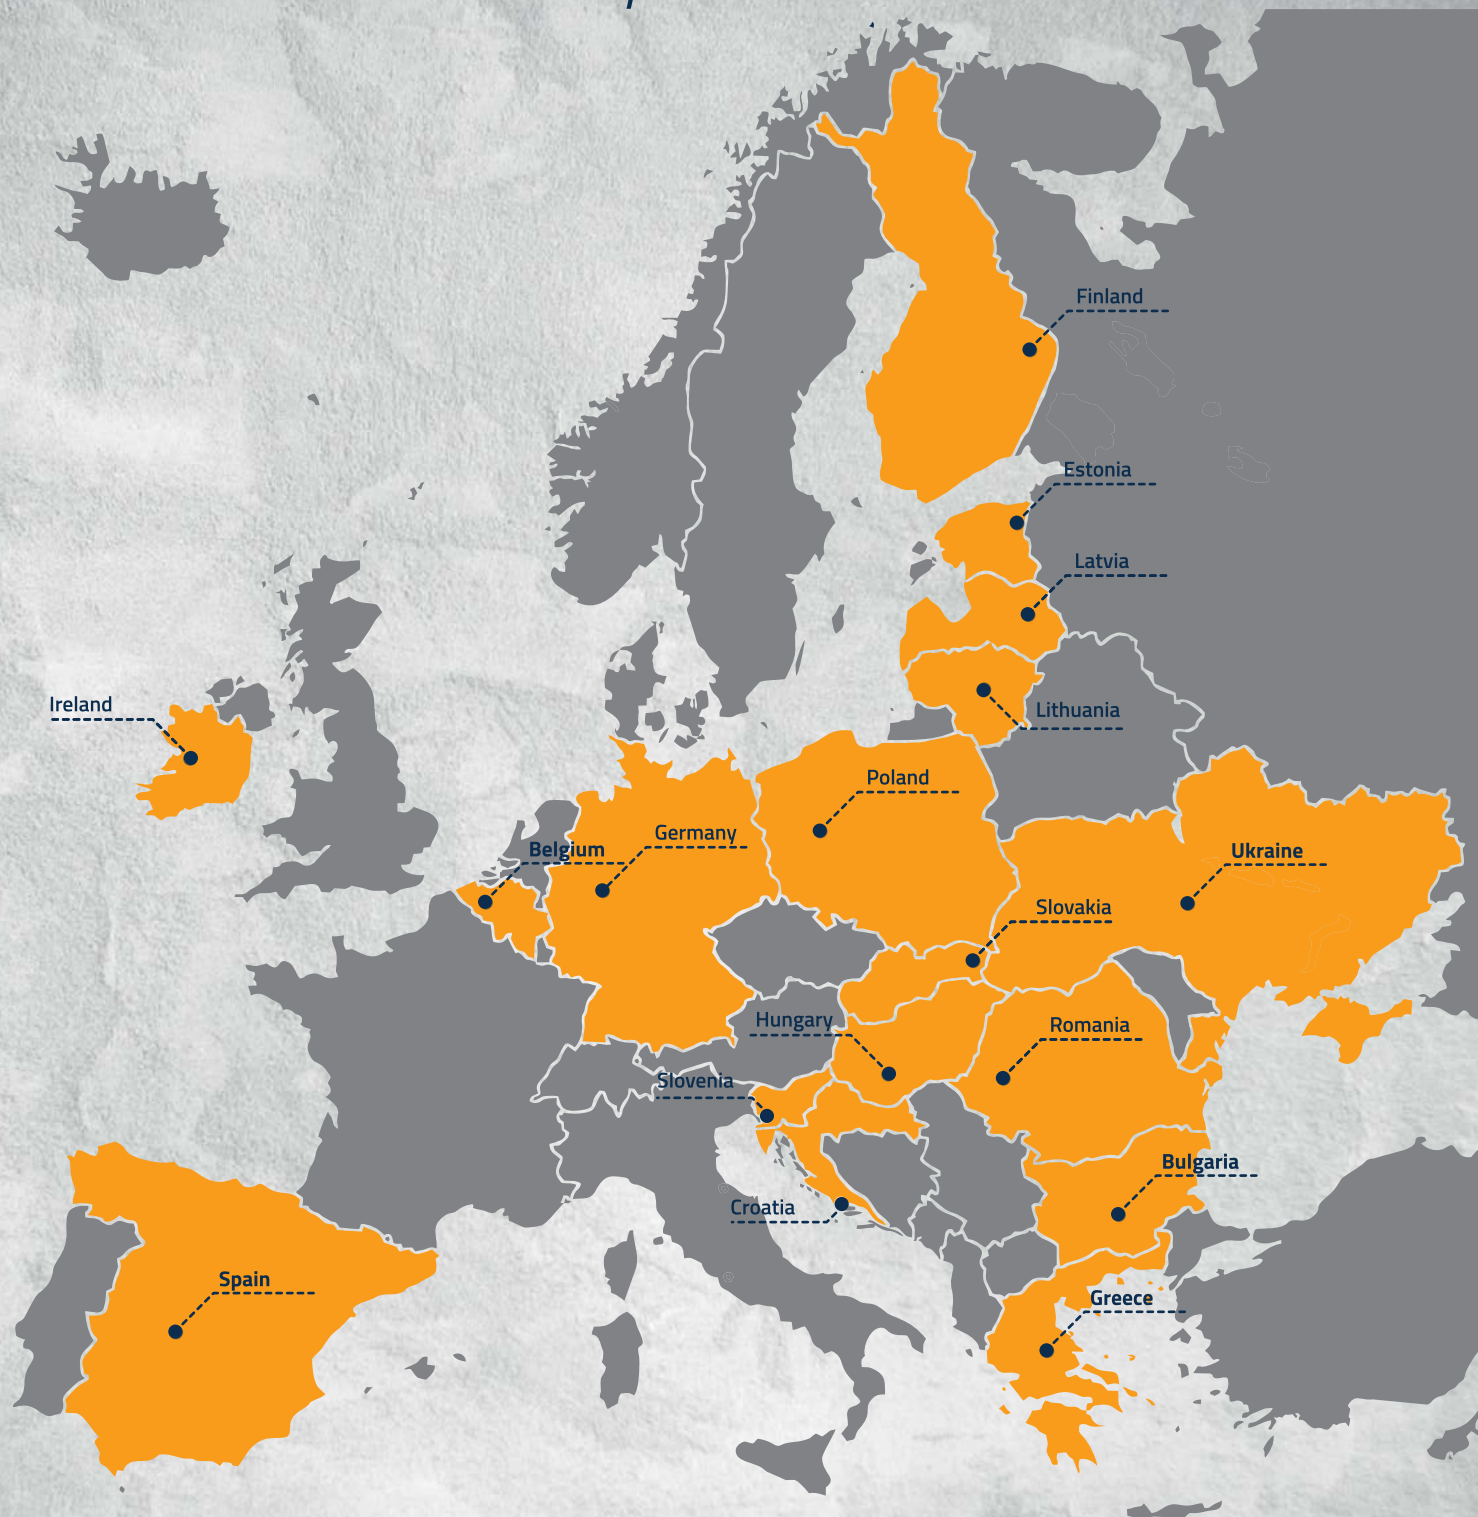 Finland
Estonia
Latvia
Ireland
Lithuania
Poland
Germany
Belgium
Ukraine
Slovakia
Hungary
Romania
Slovenia
Bulgaria
Croatia
Spain
Greece